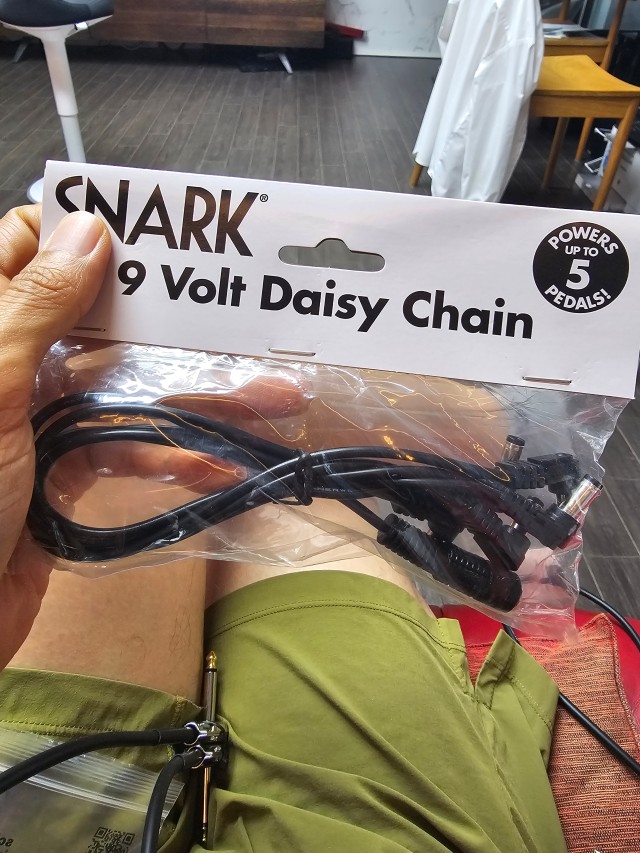 SNARK®
9 Volt Daisy Chain
POWERS
UP TO
5
PEDALS!